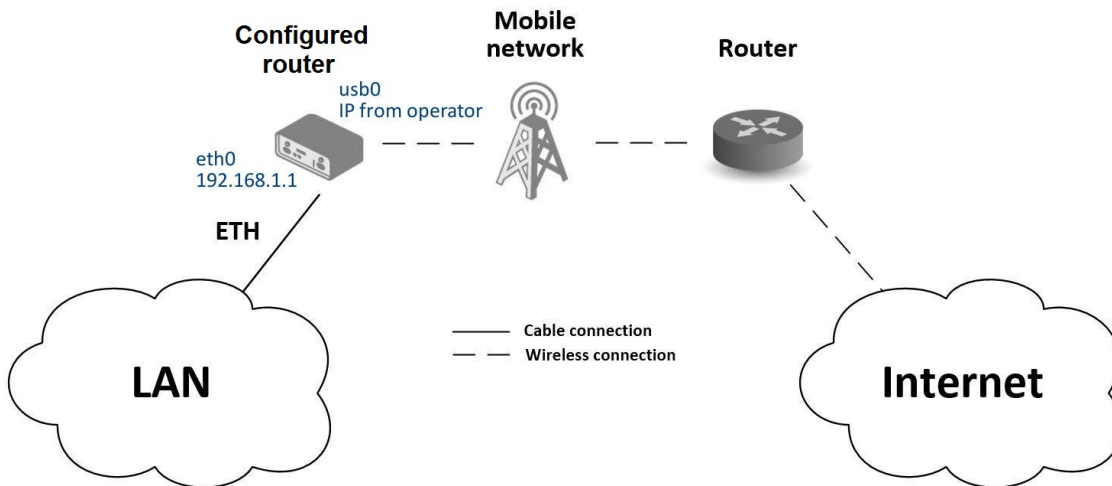 Configured
router
Mobile
network
Router
usb0
IP from operator
eth0
192.168.1.1
ETH
LAN
Internet
Cable connection
Wireless connection